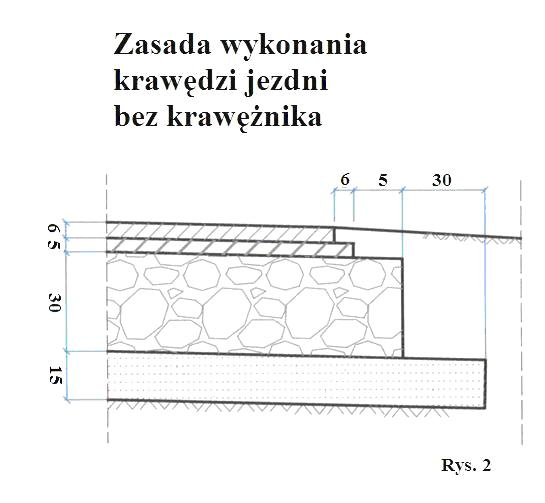 Zasada wykonania
krawędzi jezdni
bez krawężnika
6 5 30
6
5
30
15
Rys. 2